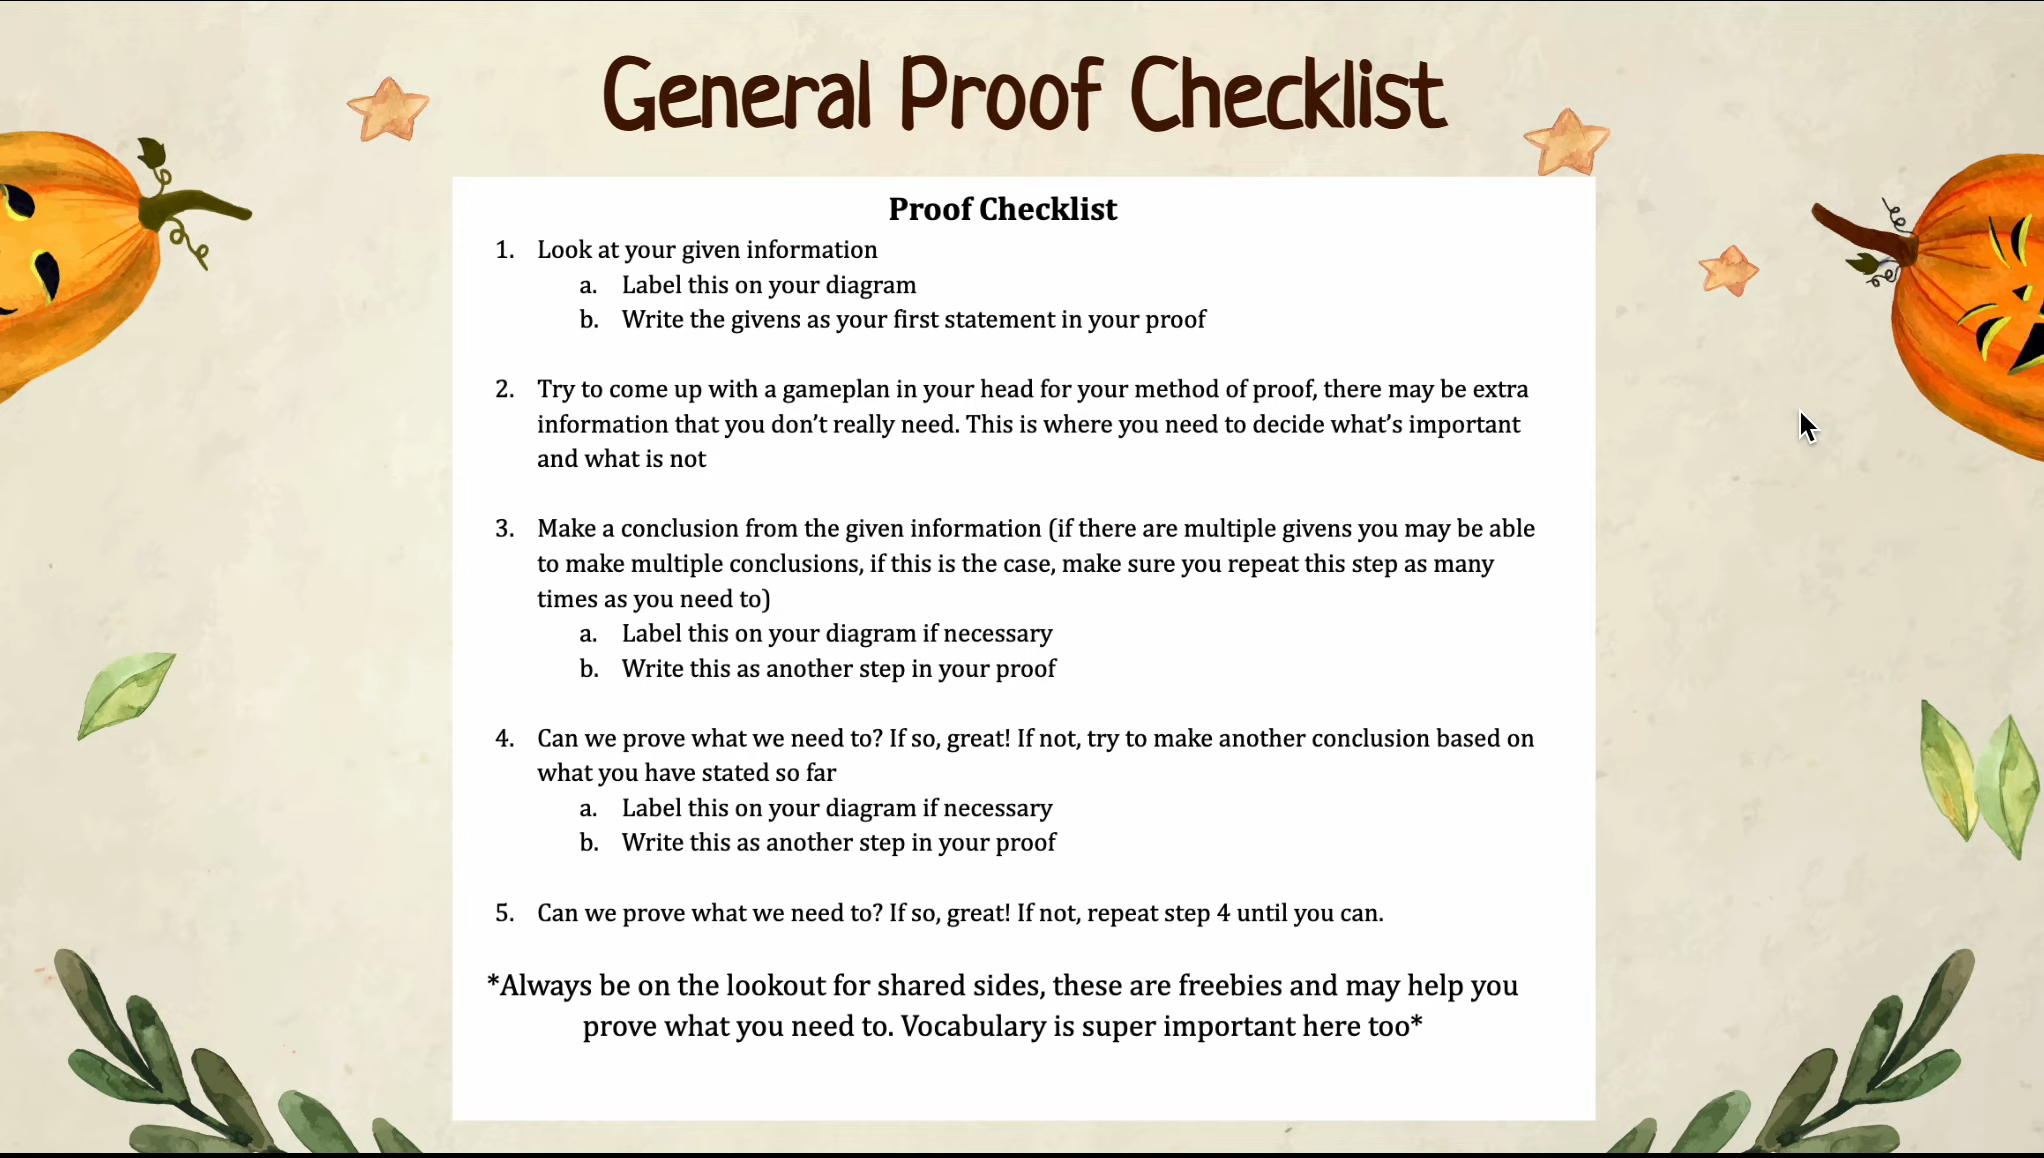 General Proof Checklist
Proof Checklist
1. Look at your given information
a. Label this on your diagram
b. Write the givens as your first statement in your proof
2. Try to come up with a gameplan in your head for your method of proof, there may be extra
information that you don’t really need. This is where you need to decide what’s important
and what is not
3. Make a conclusion from the given information (if there are multiple givens you may be able
to make multiple conclusions, if this is the case, make sure you repeat this step as many
times as you need to)
a. Label this on your diagram if necessary
b. Write this as another step in your proof
4. Can we prove what we need to? If so, great! If not, try to make another conclusion based on
what you have stated so far
a. Label this on your diagram if necessary
b. Write this as another step in your proof
5. Can we prove what we need to? If so, great! If not, repeat step 4 until you can.
*Always be on the lookout for shared sides, these are freebies and may help you
prove what you need to. Vocabulary is super important here too*